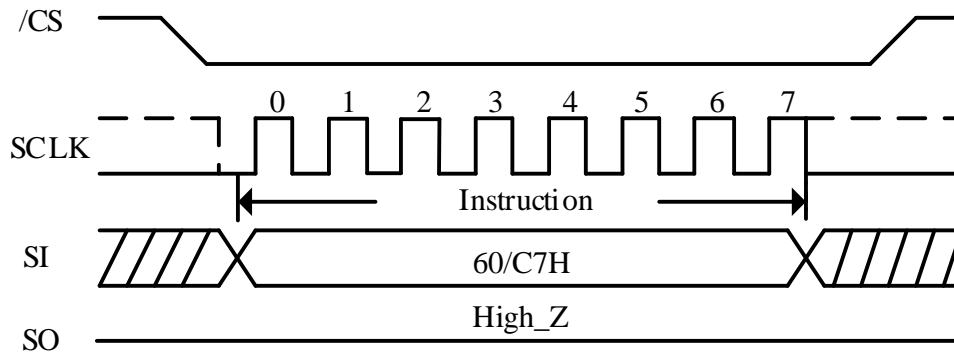 /CS
0 1 2 3 4 5 6 7
SCLK
Instruction
SI
60/C7H
High_Z
SO